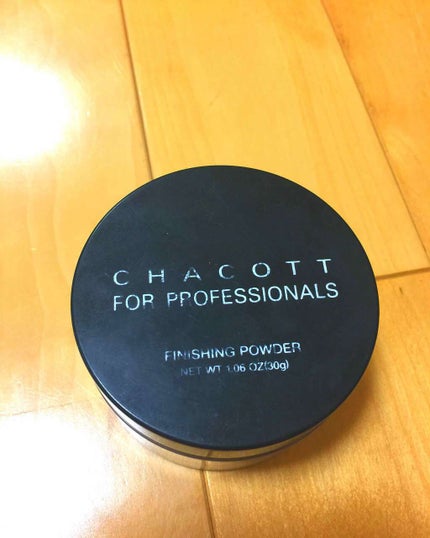 CHACOTT
FOR PROFESSIONALS
FINISHING POWDER
NET WT 1.06 OZ(30g)